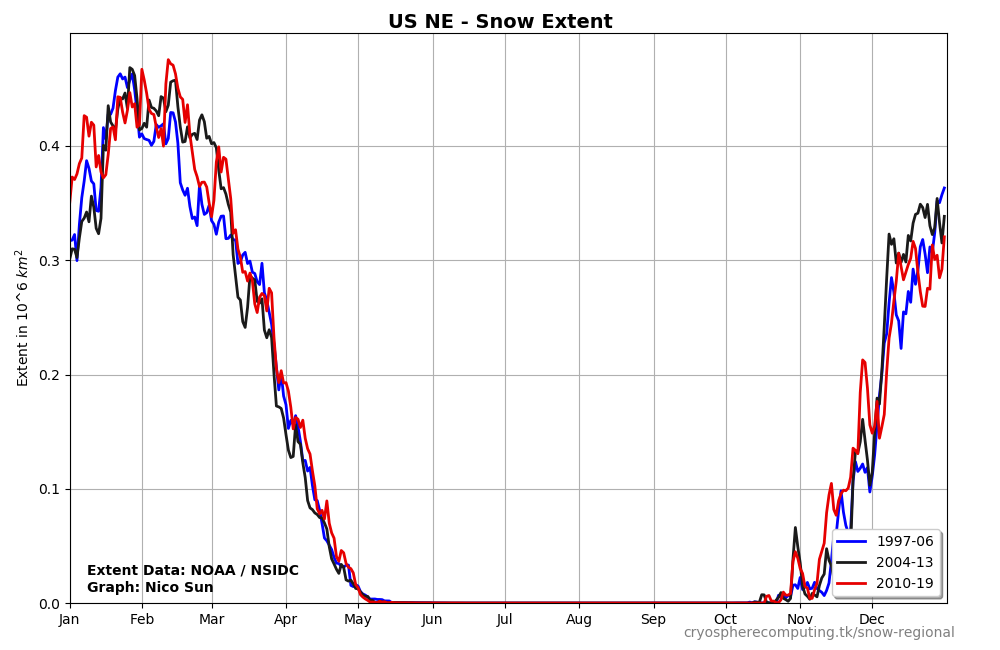 US NE - Snow Extent
Extent in 10^6 km²
0.4
0.3
0.2
0.1
0.0
Extent Data: NOAA / NSIDC
Graph: Nico Sun
1997-06
2004-13
2010-19
Jan Feb Mar Apr May Jun Jul Aug Sep Oct Nov Dec
cryospherecomputing.tk/snow-regional